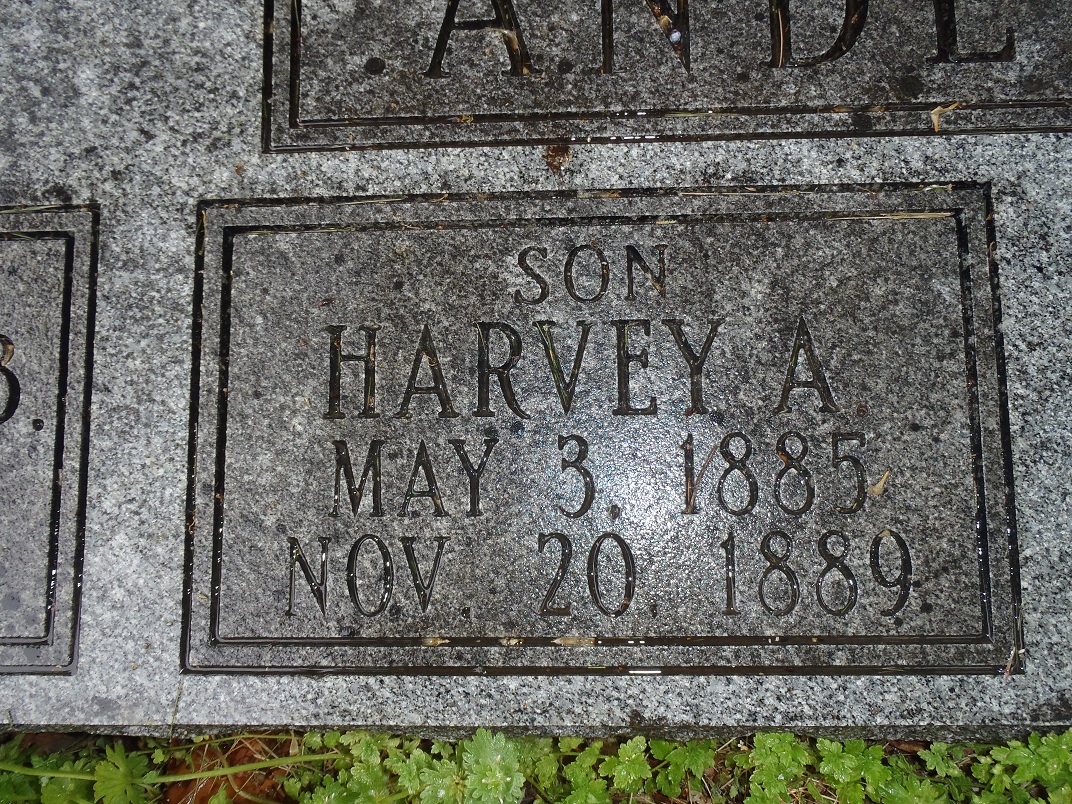 SON
HARVEY A.
MAY 3, 1885
NOV. 20. 1889